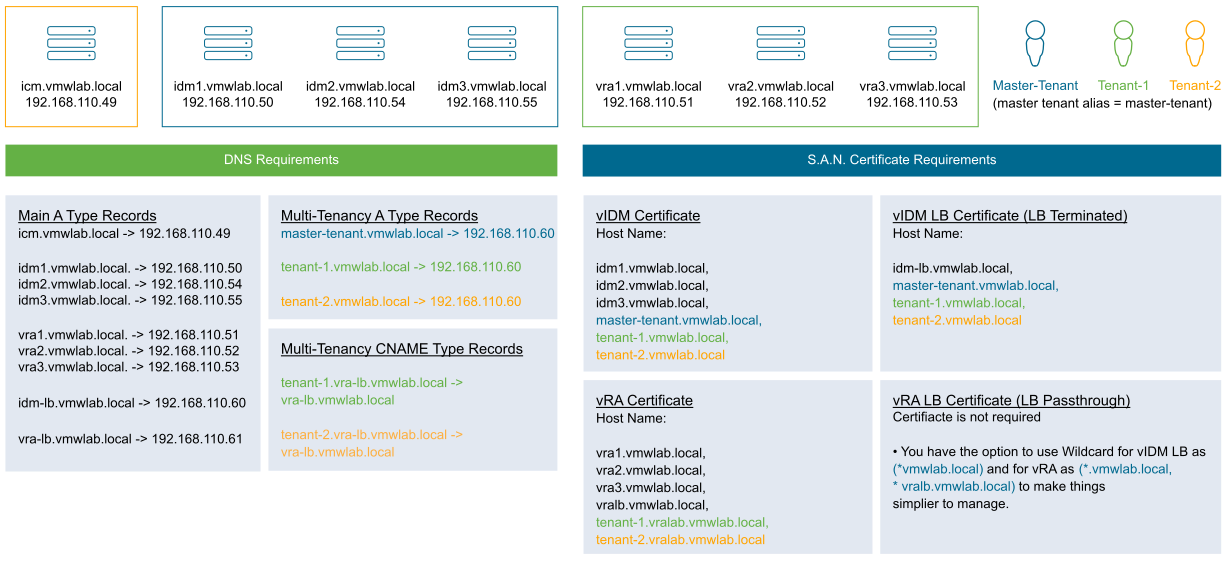 icm.vmwlab.local
192.168.110.49
idm1.vmwlab.local
192.168.110.50
idm2.vmwlab.local
192.168.110.54
idm3.vmwlab.local
192.168.110.55
vra1.vmwlab.local
192.168.110.51
vra2.vmwlab.local
192.168.110.52
vra3.vmwlab.local
192.168.110.53
Master-Tenant
Tenant-1
Tenant-2
(master tenant alias = master-tenant)
DNS Requirements
Main A Type Records
icm.vmwlab.local -> 192.168.110.49
idm1.vmwlab.local. -> 192.168.110.50
idm2.vmwlab.local. -> 192.168.110.54
idm3.vmwlab.local. -> 192.168.110.55
vra1.vmwlab.local. -> 192.168.110.51
vra2.vmwlab.local. -> 192.168.110.52
vra3.vmwlab.local. -> 192.168.110.53
idm-lb.vmwlab.local -> 192.168.110.60
vra-lb.vmwlab.local -> 192.168.110.61
Multi-Tenancy A Type Records
master-tenant.vmwlab.local -> 192.168.110.60
tenant-1.vmwlab.local -> 192.168.110.60
tenant-2.vmwlab.local -> 192.168.110.60
Multi-Tenancy CNAME Type Records
tenant-1.vra-lb.vmwlab.local ->
vra-lb.vmwlab.local
tenant-2.vra-lb.vmwlab.local ->
vra-lb.vmwlab.local
S.A.N. Certificate Requirements
vIDM Certificate
Host Name:
idm1.vmwlab.local,
idm2.vmwlab.local,
idm3.vmwlab.local,
master-tenant.vmwlab.local,
tenant-1.vmwlab.local,
tenant-2.vmwlab.local
vIDM LB Certificate (LB Terminated)
Host Name:
idm-lb.vmwlab.local,
master-tenant.vmwlab.local,
tenant-1.vmwlab.local,
tenant-2.vmwlab.local
vRA Certificate
Host Name:
vra1.vmwlab.local,
vra2.vmwlab.local,
vra3.vmwlab.local,
vralb.vmwlab.local,
tenant-1.vralab.vmwlab.local,
tenant-2.vralab.vmwlab.local
vRA LB Certificate (LB Passthrough)
Certifiacte is not required
• You have the option to use Wildcard for vIDM LB as
(*vmwlab.local) and for vRA as (*.vmwlab.local,
* vralb.vmwlab.local) to make things
simplier to manage.